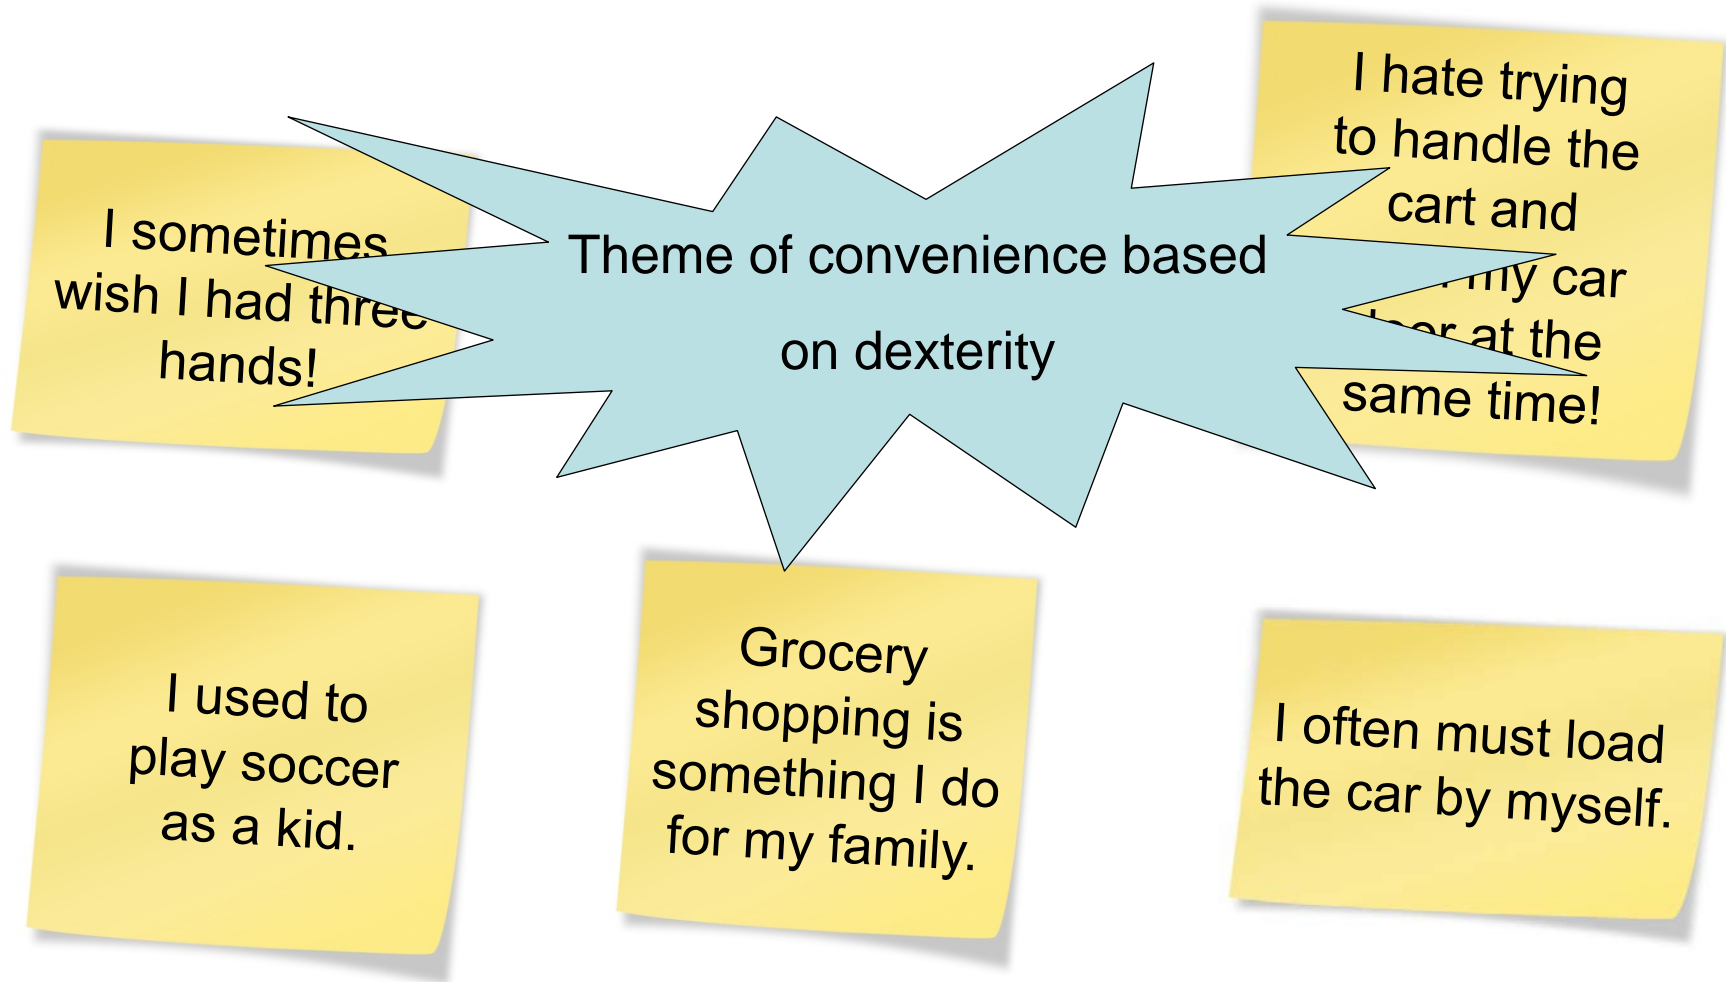 I sometimes
wish I had three
hands!
Theme of convenience based
on dexterity
I hate trying
to handle the
cart and
my car
at the
same time!
I used to
play soccer
as a kid.
Grocery
shopping is
something I do
for my family.
I often must load
the car by myself.